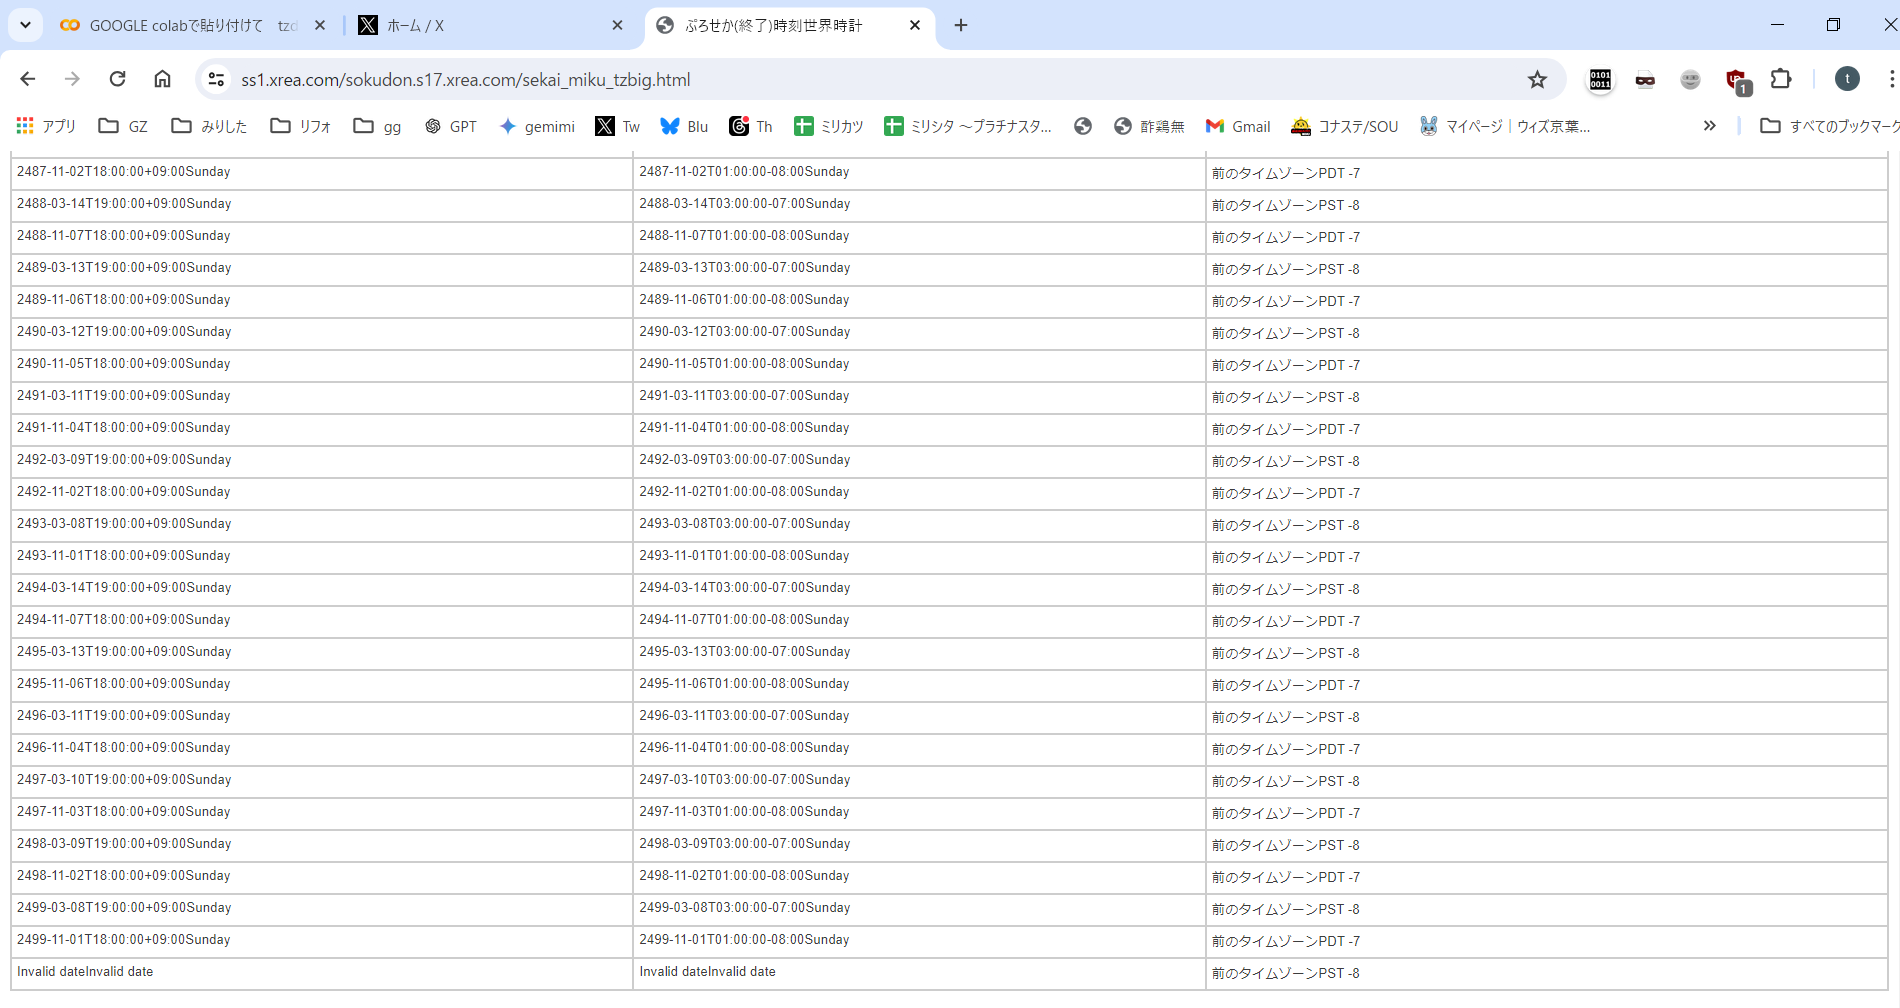 GOOGLE colabで貼り付けて tzd
ホーム / X
ぷろせか(終了)時刻世界時計
ss1.xrea.com/sokudon.s17.xrea.com/sekai_miku_tzbig.html
0101
0011
1
t
アプリ GZ みりした リフォ gg GPT gemimi Tw Blu Th ミリカツ ミリシタ ～プラチナスタ... 酢鶏無 Gmail コナステ/SOU マイページ | ウィズ京葉... » すべてのブックマーク
2487-11-02T18:00:00+09:00Sunday 2487-11-02T01:00:00-08:00Sunday 前のタイムゾーンPDT -7
2488-03-14T19:00:00+09:00Sunday 2488-03-14T03:00:00-07:00Sunday 前のタイムゾーンPST -8
2488-11-07T18:00:00+09:00Sunday 2488-11-07T01:00:00-08:00Sunday 前のタイムゾーンPDT -7
2489-03-13T19:00:00+09:00Sunday 2489-03-13T03:00:00-07:00Sunday 前のタイムゾーンPST -8
2489-11-06T18:00:00+09:00Sunday 2489-11-06T01:00:00-08:00Sunday 前のタイムゾーンPDT -7
2490-03-12T19:00:00+09:00Sunday 2490-03-12T03:00:00-07:00Sunday 前のタイムゾーンPST -8
2490-11-05T18:00:00+09:00Sunday 2490-11-05T01:00:00-08:00Sunday 前のタイムゾーンPDT -7
2491-03-11T19:00:00+09:00Sunday 2491-03-11T03:00:00-07:00Sunday 前のタイムゾーンPST -8
2491-11-04T18:00:00+09:00Sunday 2491-11-04T01:00:00-08:00Sunday 前のタイムゾーンPDT -7
2492-03-09T19:00:00+09:00Sunday 2492-03-09T03:00:00-07:00Sunday 前のタイムゾーンPST -8
2492-11-02T18:00:00+09:00Sunday 2492-11-02T01:00:00-08:00Sunday 前のタイムゾーンPDT -7
2493-03-08T19:00:00+09:00Sunday 2493-03-08T03:00:00-07:00Sunday 前のタイムゾーンPST -8
2493-11-01T18:00:00+09:00Sunday 2493-11-01T01:00:00-08:00Sunday 前のタイムゾーンPDT -7
2494-03-14T19:00:00+09:00Sunday 2494-03-14T03:00:00-07:00Sunday 前のタイムゾーンPST -8
2494-11-07T18:00:00+09:00Sunday 2494-11-07T01:00:00-08:00Sunday 前のタイムゾーンPDT -7
2495-03-13T19:00:00+09:00Sunday 2495-03-13T03:00:00-07:00Sunday 前のタイムゾーンPST -8
2495-11-06T18:00:00+09:00Sunday 2495-11-06T01:00:00-08:00Sunday 前のタイムゾーンPDT -7
2496-03-11T19:00:00+09:00Sunday 2496-03-11T03:00:00-07:00Sunday 前のタイムゾーンPST -8
2496-11-04T18:00:00+09:00Sunday 2496-11-04T01:00:00-08:00Sunday 前のタイムゾーンPDT -7
2497-03-10T19:00:00+09:00Sunday 2497-03-10T03:00:00-07:00Sunday 前のタイムゾーンPST -8
2497-11-03T18:00:00+09:00Sunday 2497-11-03T01:00:00-08:00Sunday 前のタイムゾーンPDT -7
2498-03-09T19:00:00+09:00Sunday 2498-03-09T03:00:00-07:00Sunday 前のタイムゾーンPST -8
2498-11-02T18:00:00+09:00Sunday 2498-11-02T01:00:00-08:00Sunday 前のタイムゾーンPDT -7
2499-03-08T19:00:00+09:00Sunday 2499-03-08T03:00:00-07:00Sunday 前のタイムゾーンPST -8
2499-11-01T18:00:00+09:00Sunday 2499-11-01T01:00:00-08:00Sunday 前のタイムゾーンPDT -7
Invalid dateInvalid date Invalid dateInvalid date 前のタイムゾーンPST -8